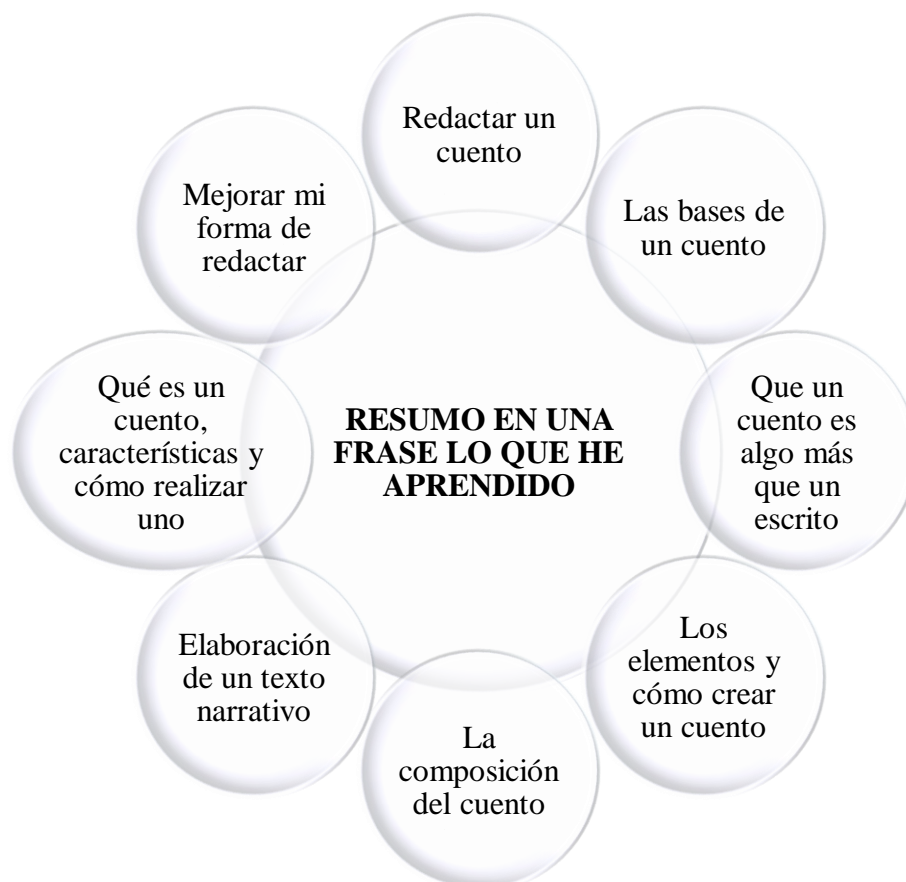 Redactar un
cuento
Las bases de
un cuento
Que un
cuento es
algo más
que un
escrito
Los
elementos y
cómo crear
un cuento
La
composición
del cuento
Elaboración
de un texto
narrativo
Qué es un
cuento,
características y
cómo realizar
uno
Mejorar mi
forma de
redactar
RESUMO EN UNA
FRASE LO QUE HE
APRENDIDO